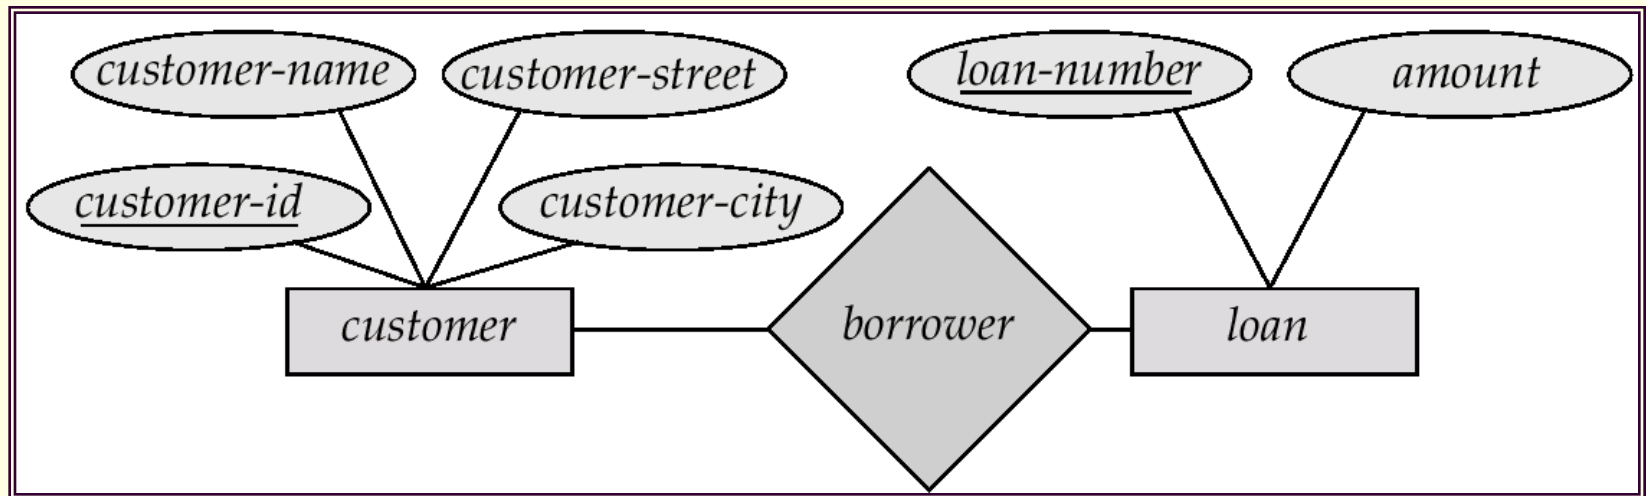 customer-name
customer-street
loan-number
amount
customer-id
customer-city
customer
borrower
loan